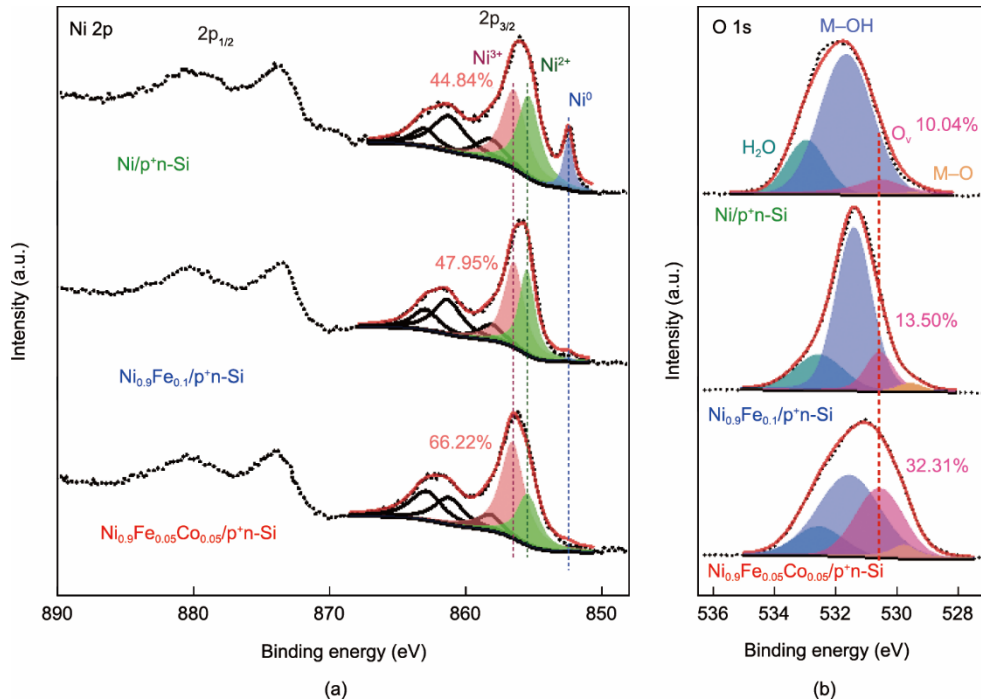 Ni 2p
2p₁/₂
2p₃/₂
Ni³⁺
Ni²⁺
Ni⁰
44.84%
Ni/p⁺n-Si
47.95%
Ni₀.₉Fe₀.₁/p⁺n-Si
66.22%
Ni₀.₉Fe₀.₀₅Co₀.₀₅/p⁺n-Si
Intensity (a.u.)
890
880
870
860
850
Binding energy (eV)
(a)
O 1s
M–OH
Oᵥ
10.04%
H₂O
M–O
Ni/p⁺n-Si
13.50%
Ni₀.₉Fe₀.₁/p⁺n-Si
32.31%
Ni₀.₉Fe₀.₀₅Co₀.₀₅/p⁺n-Si
Intensity (a.u.)
536
534
532
530
528
Binding energy (eV)
(b)